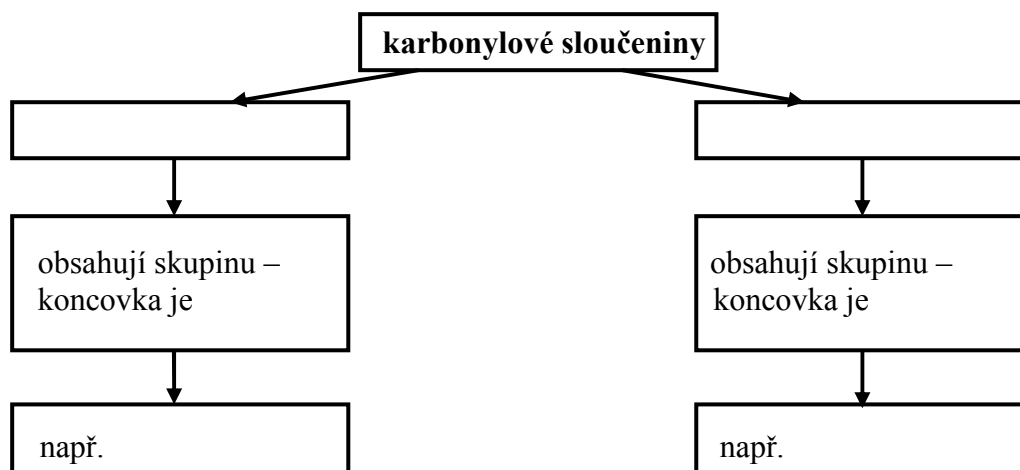 karbonylové sloučeniny
obsahují skupinu –
koncovka je
obsahují skupinu –
koncovka je
např.
např.